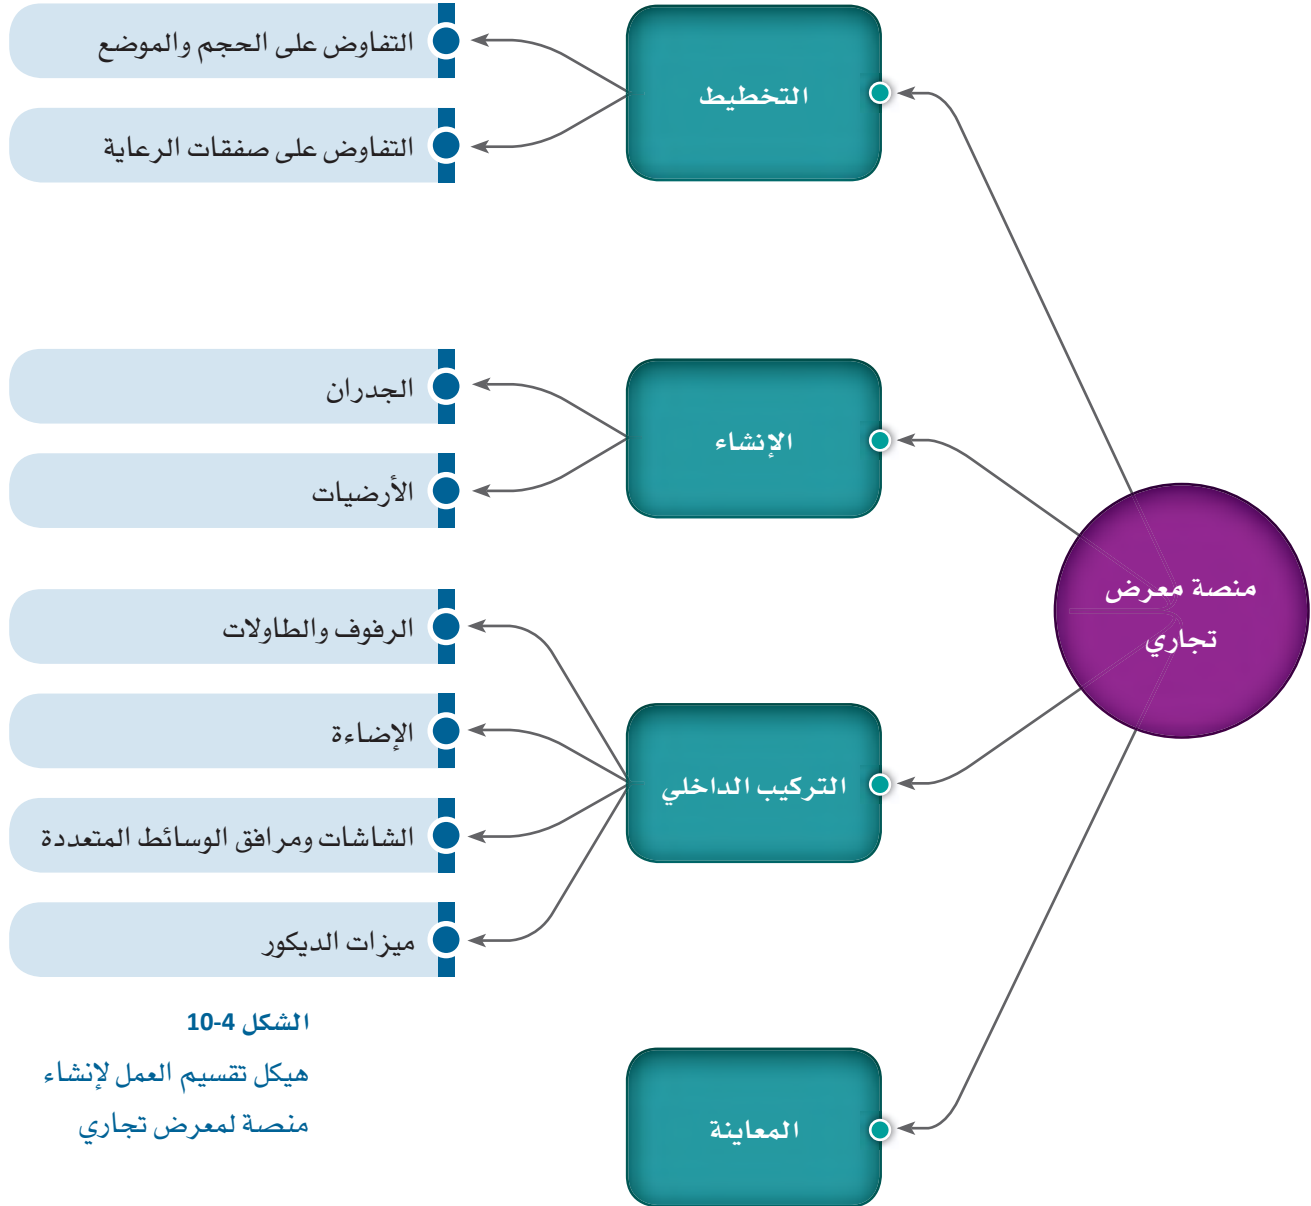 منصة معرض
تجاري
التخطيط
التفاوض على الحجم والموضع
التفاوض على صفقات الرعاية
الإنشاء
الجدران
الأرضيات
التركيب الداخلي
الرفوف والطاولات
الإضاءة
الشاشات ومرافق الوسائط المتعددة
ميزات الديكور
المعاينة
الشكل 4-10
هيكل تقسيم العمل لإنشاء
منصة لمعرض تجاري